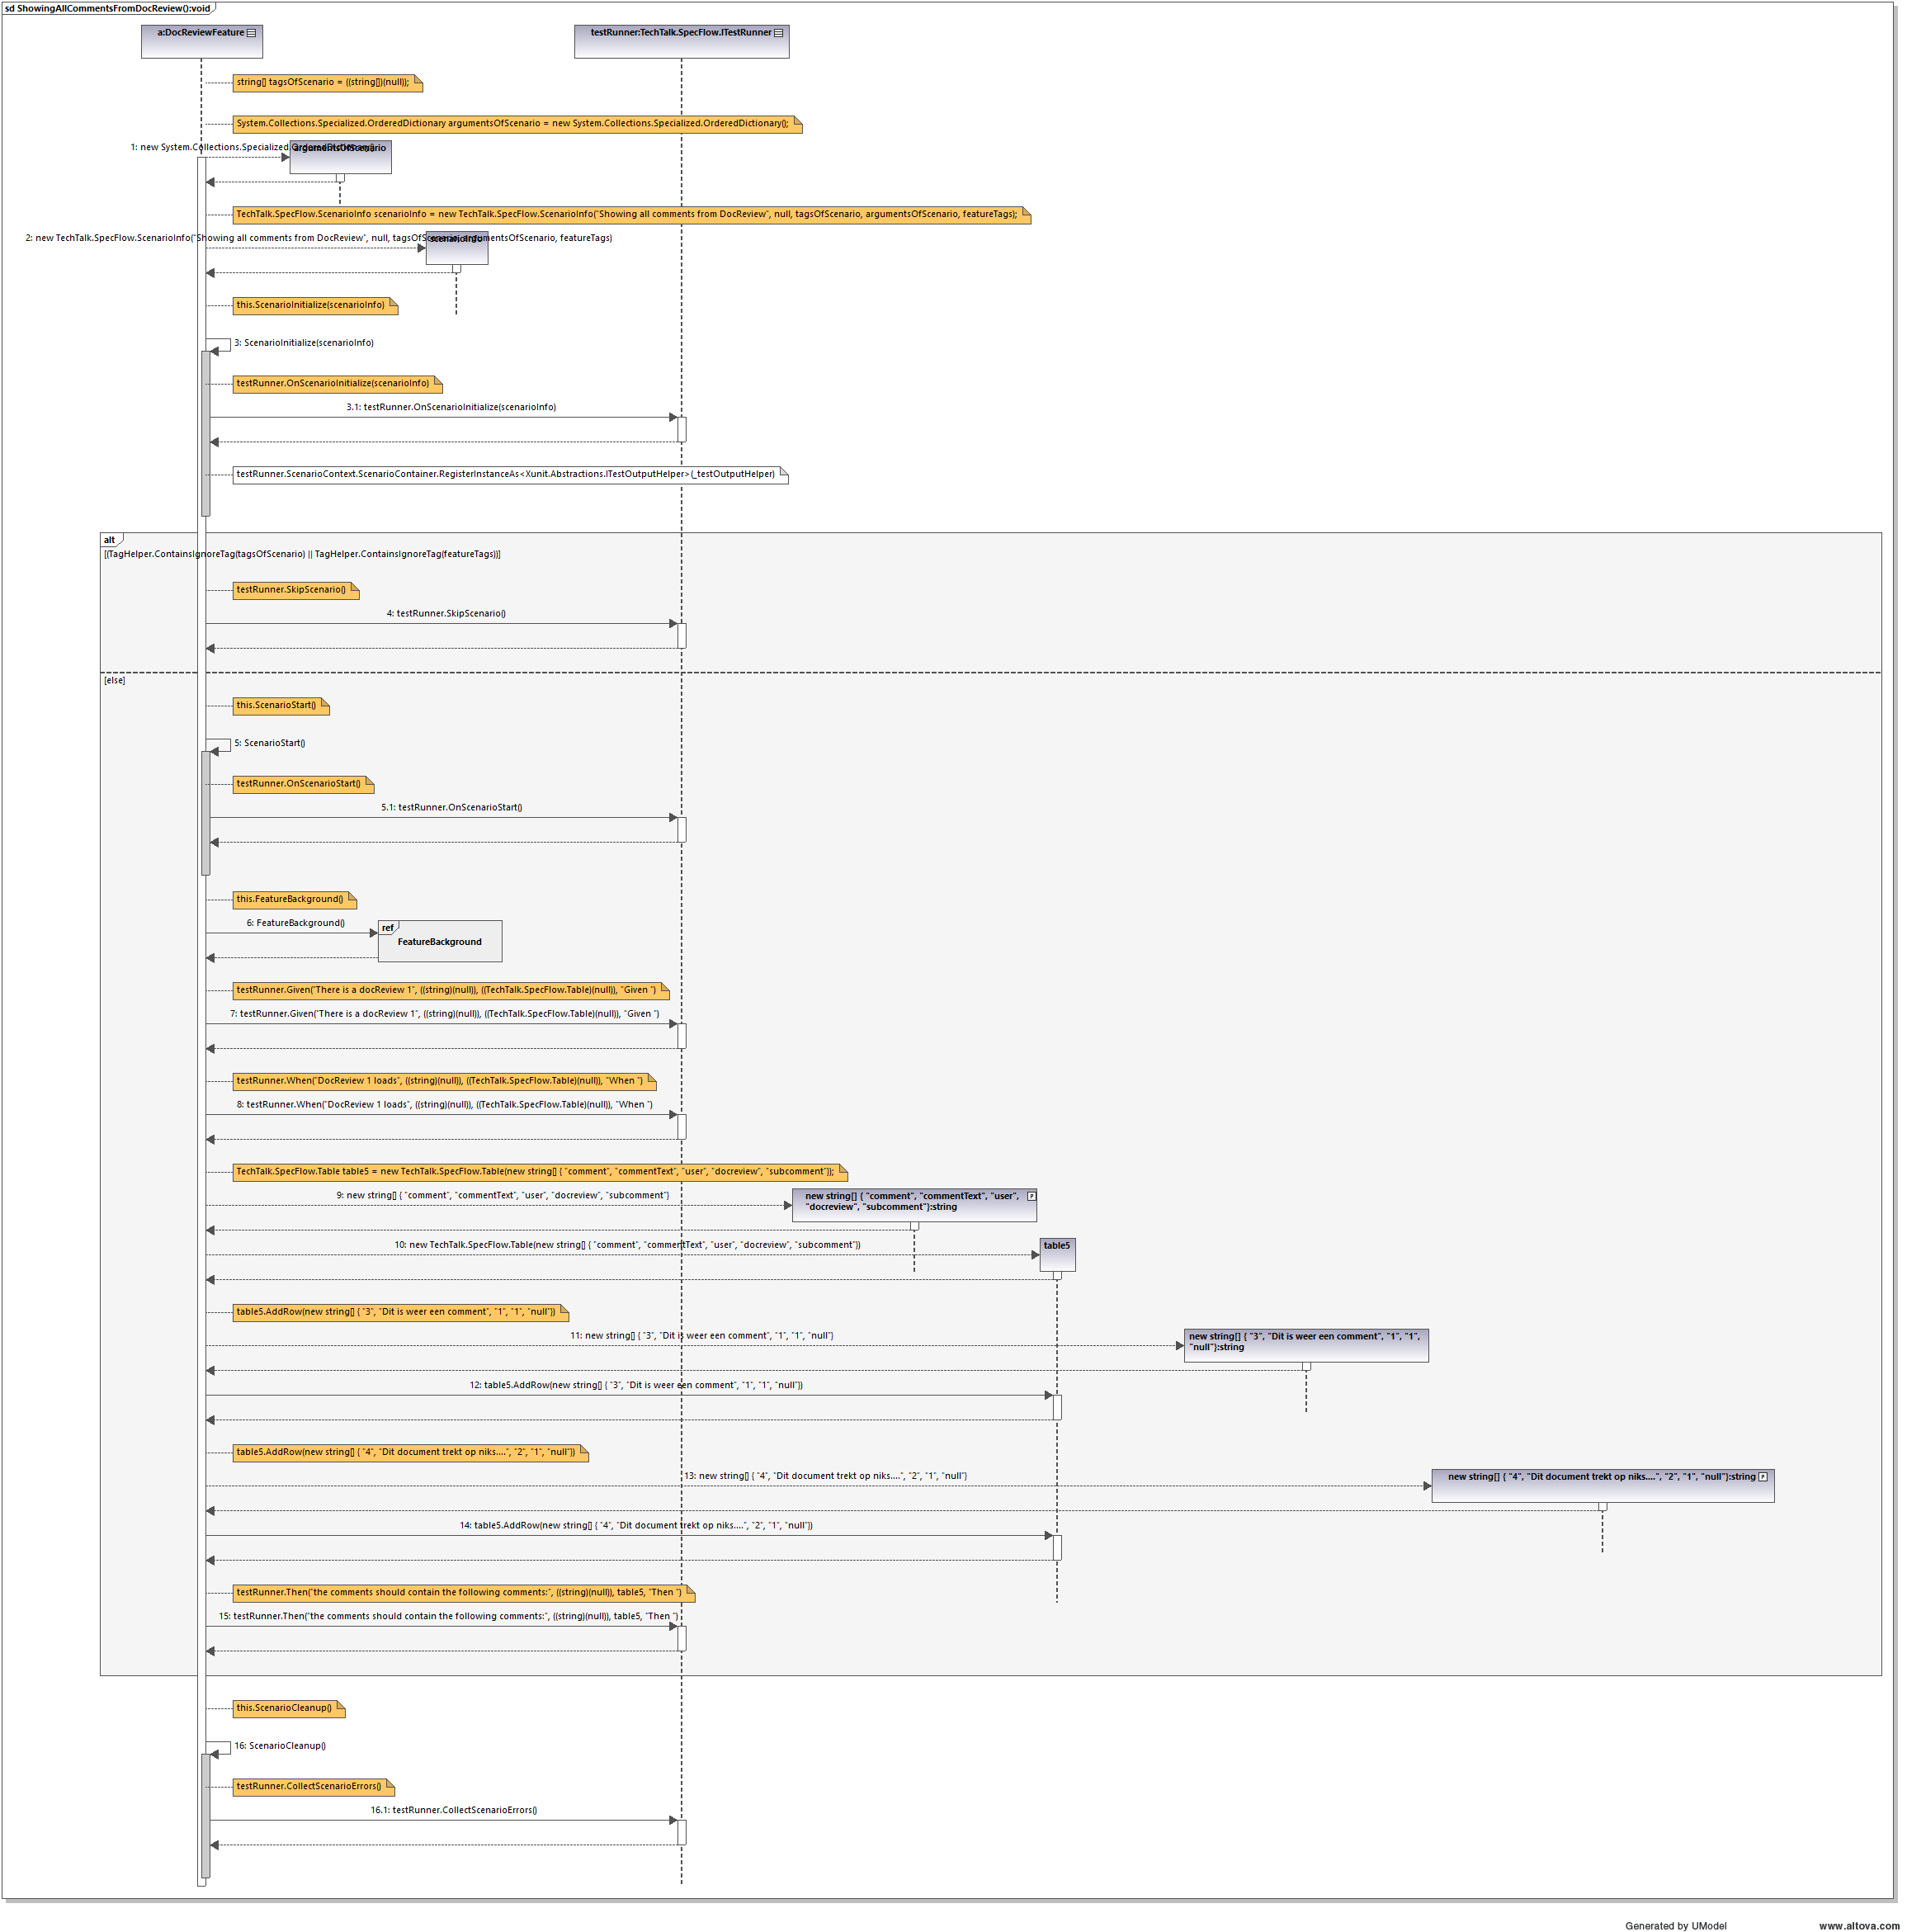 sd ShowingAllCommentsFromDocReview():void
a:DocReviewFeature
testRunner:TechTalk.SpecFlow.ITestRunner
string[] tagsOfScenario = ((string[])(null));
System.Collections.Specialized.OrderedDictionary argumentsOfScenario = new System.Collections.Specialized.OrderedDictionary();
1: new System.Collections.Specialized.OrderedDictionary()
argumentsOfScenario
TechTalk.SpecFlow.ScenarioInfo scenarioInfo = new TechTalk.SpecFlow.ScenarioInfo("Showing all comments from DocReview", null, tagsOfScenario, argumentsOfScenario, featureTags);
2: new TechTalk.SpecFlow.ScenarioInfo("Showing all comments from DocReview", null, tagsOfScenario, argumentsOfScenario, featureTags)
scenarioInfo
this.ScenarioInitialize(scenarioInfo)
3: ScenarioInitialize(scenarioInfo)
testRunner.OnScenarioInitialize(scenarioInfo)
3.1: testRunner.OnScenarioInitialize(scenarioInfo)
testRunner.ScenarioContext.ScenarioContainer.RegisterInstanceAs<Xunit.Abstractions.ITestOutputHelper>(_testOutputHelper)
alt
[(TagHelper.ContainsIgnoreTag(tagsOfScenario) || TagHelper.ContainsIgnoreTag(featureTags))]
testRunner.SkipScenario()
4: testRunner.SkipScenario()
[else]
this.ScenarioStart()
5: ScenarioStart()
testRunner.OnScenarioStart()
5.1: testRunner.OnScenarioStart()
this.FeatureBackground()
6: FeatureBackground()
ref
FeatureBackground
testRunner.Given("There is a docReview 1", ((string)(null)), ((TechTalk.SpecFlow.Table)(null)), "Given ")
7: testRunner.Given("There is a docReview 1", ((string)(null)), ((TechTalk.SpecFlow.Table)(null)), "Given ")
testRunner.When("DocReview 1 loads", ((string)(null)), ((TechTalk.SpecFlow.Table)(null)), "When ")
8: testRunner.When("DocReview 1 loads", ((string)(null)), ((TechTalk.SpecFlow.Table)(null)), "When ")
TechTalk.SpecFlow.Table table5 = new TechTalk.SpecFlow.Table(new string[] { "comment", "commentText", "user", "docreview", "subcomment"});
9: new string[] { "comment", "commentText", "user", "docreview", "subcomment"}
new string[] { "comment", "commentText", "user",
"docreview", "subcomment"}:string
10: new TechTalk.SpecFlow.Table(new string[] { "comment", "commentText", "user", "docreview", "subcomment"})
table5
table5.AddRow(new string[] { "3", "Dit is weer een comment", "1", "1", "null"})
11: new string[] { "3", "Dit is weer een comment", "1", "1", "null"}
new string[] { "3", "Dit is weer een comment", "1", "1",
"null"}:string
12: table5.AddRow(new string[] { "3", "Dit is weer een comment", "1", "1", "null"})
table5.AddRow(new string[] { "4", "Dit document trekt op niks....", "2", "1", "null"})
13: new string[] { "4", "Dit document trekt op niks....", "2", "1", "null"}
new string[] { "4", "Dit document trekt op niks....", "2", "1", "null"}:string
14: table5.AddRow(new string[] { "4", "Dit document trekt op niks....", "2", "1", "null"})
testRunner.Then("the comments should contain the following comments:", ((string)(null)), table5, "Then ")
15: testRunner.Then("the comments should contain the following comments:", ((string)(null)), table5, "Then ")
this.ScenarioCleanup()
16: ScenarioCleanup()
testRunner.CollectScenarioErrors()
16.1: testRunner.CollectScenarioErrors()
Generated by UModel
www.altova.com